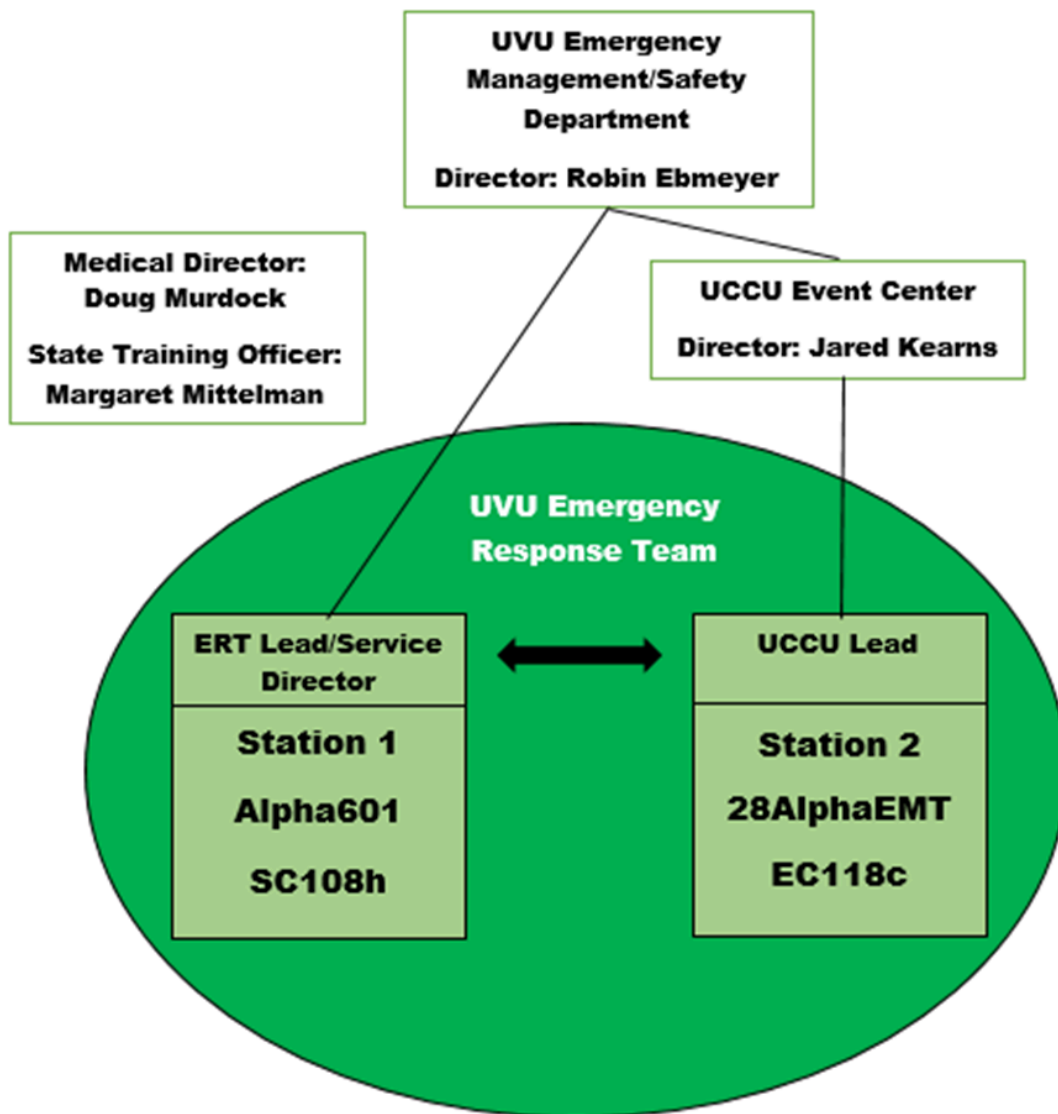 UVU Emergency
Management/Safety
Department
Director: Robin Ebmeyer
Medical Director:
Doug Murdock
State Training Officer:
Margaret Mittelman
UCCU Event Center
Director: Jared Kearns
UVU Emergency
Response Team
ERT Lead/Service
Director
Station 1
Alpha601
SC108h
UCCU Lead
Station 2
28AlphaEMT
EC118c